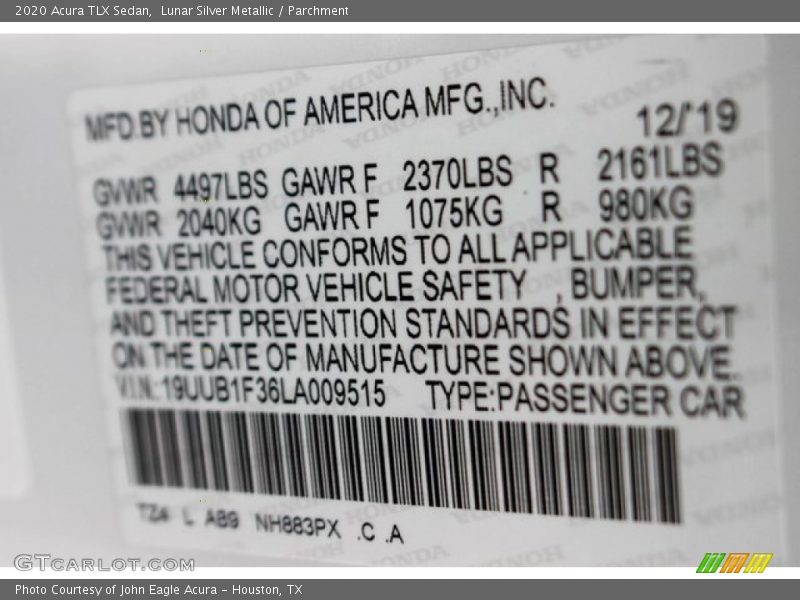 2020 Acura TLX Sedan, Lunar Silver Metallic / Parchment
MFD.BY HONDA OF AMERICA MFG.,INC.
12/'19
GVWR 4497LBS GAWR F 2370LBS R 2161LBS
GVWR 2040KG GAWR F 1075KG R 980KG
THIS VEHICLE CONFORMS TO ALL APPLICABLE
FEDERAL MOTOR VEHICLE SAFETY , BUMPER,
AND THEFT PREVENTION STANDARDS IN EFFECT
ON THE DATE OF MANUFACTURE SHOWN ABOVE.
V.I.N.:19UUB1F36LA009515 TYPE:PASSENGER CAR
TZ4 L A89 NH883PX .C .A
GTCARLOT.COM
Photo Courtesy of John Eagle Acura - Houston, TX